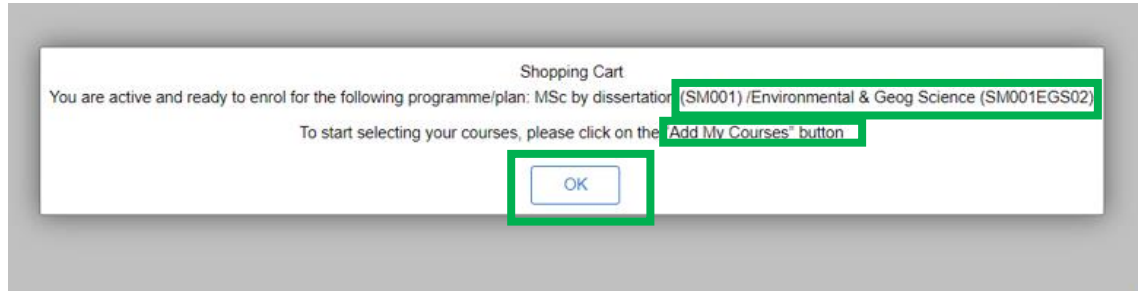 Shopping Cart
You are active and ready to enrol for the following programme/plan: MSc by dissertation (SM001) /Environmental & Geog Science (SM001EGS02)
To start selecting your courses, please click on the "Add My Courses" button
OK